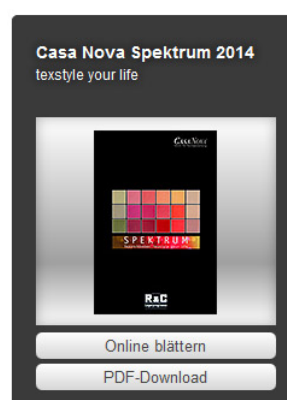 Casa Nova Spektrum 2014
texstyle your life
CASA NOVA
SPEKTRUM
R&C
Online blättern
PDF-Download